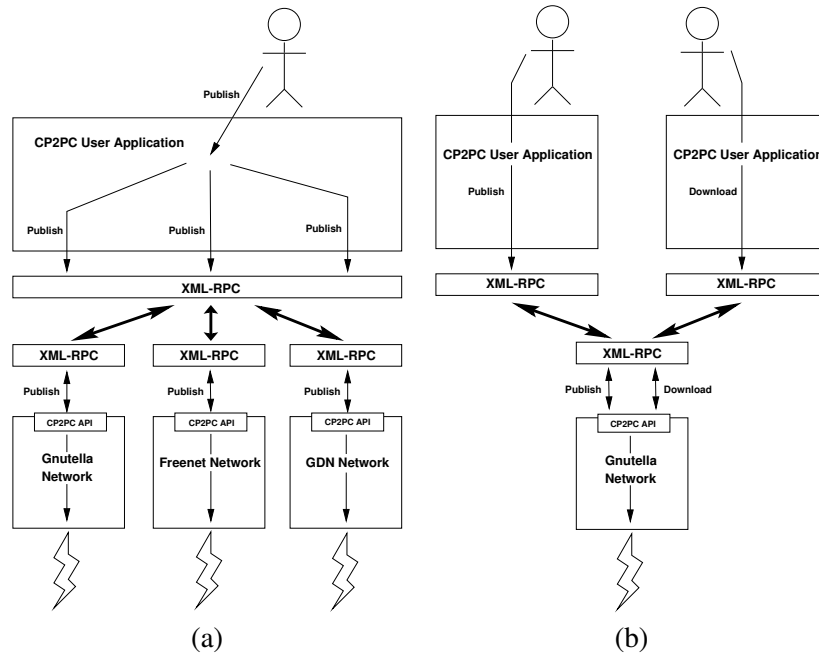 Publish
CP2PC User Application
Publish
Publish
Publish
XML-RPC
XML-RPC
XML-RPC
XML-RPC
Publish
Publish
Publish
CP2PC API
CP2PC API
CP2PC API
Gnutella
Network
Freenet Network
GDN Network
(a)
CP2PC User Application
CP2PC User Application
Publish
Download
XML-RPC
XML-RPC
XML-RPC
Publish
Download
CP2PC API
Gnutella
Network
(b)